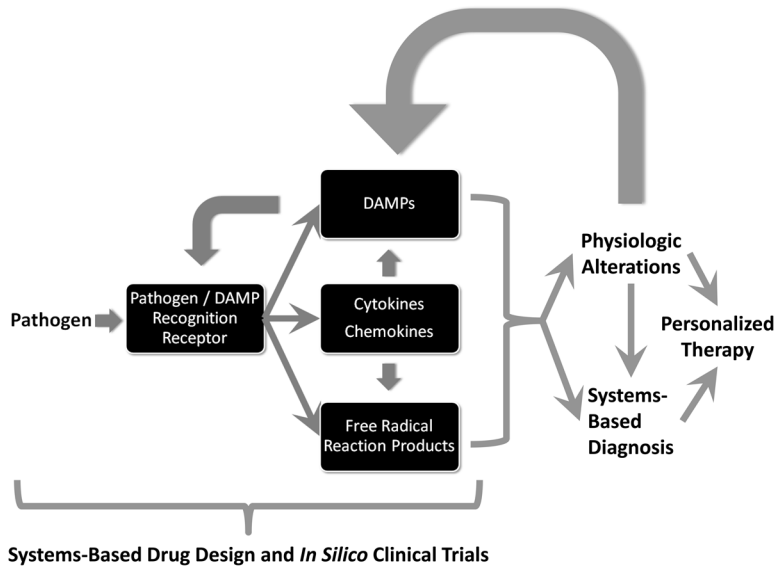 DAMPs
Pathogen
Pathogen / DAMP
Recognition
Receptor
Cytokines
Chemokines
Free Radical
Reaction Products
Physiologic
Alterations
Personalized
Therapy
Systems-
Based
Diagnosis
Systems-Based Drug Design and In Silico Clinical Trials